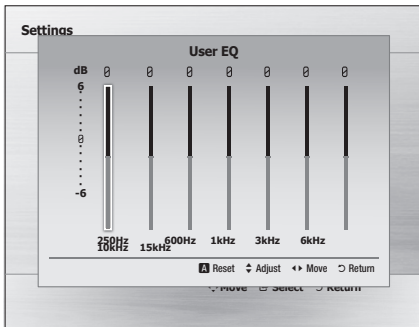 Settings
User EQ
dB 0 0 0 0 0 0 0
6
0
-6
250Hz 600Hz 1kHz 3kHz 6kHz
10kHz 15kHz
A Reset Adjust Move Return
Move Select Return